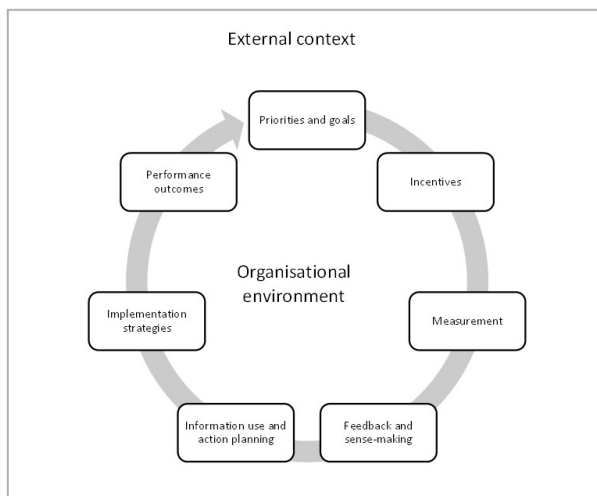 External context
Priorities and goals
Incentives
Measurement
Feedback and
sense-making
Information use and
action planning
Implementation
strategies
Performance
outcomes
Organisational
environment